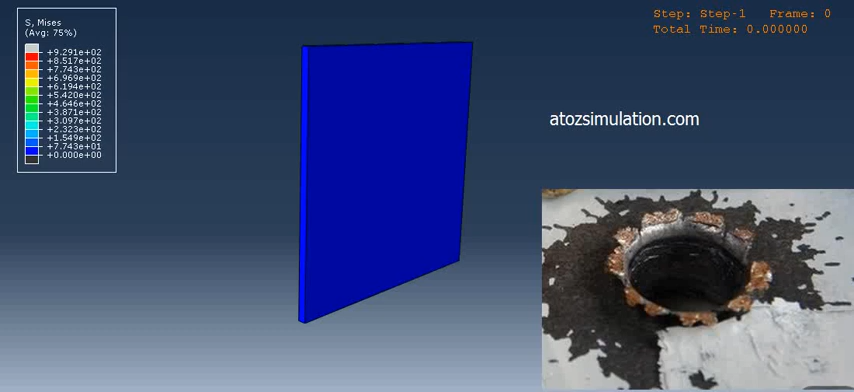 S, Mises
(Avg: 75%)
+9.291e+02
+8.517e+02
+7.743e+02
+6.969e+02
+6.194e+02
+5.420e+02
+4.646e+02
+3.871e+02
+3.097e+02
+2.323e+02
+1.549e+02
+7.743e+01
+0.000e+00
Step: Step-1 Frame: 0
Total Time: 0.000000
atozsimulation.com